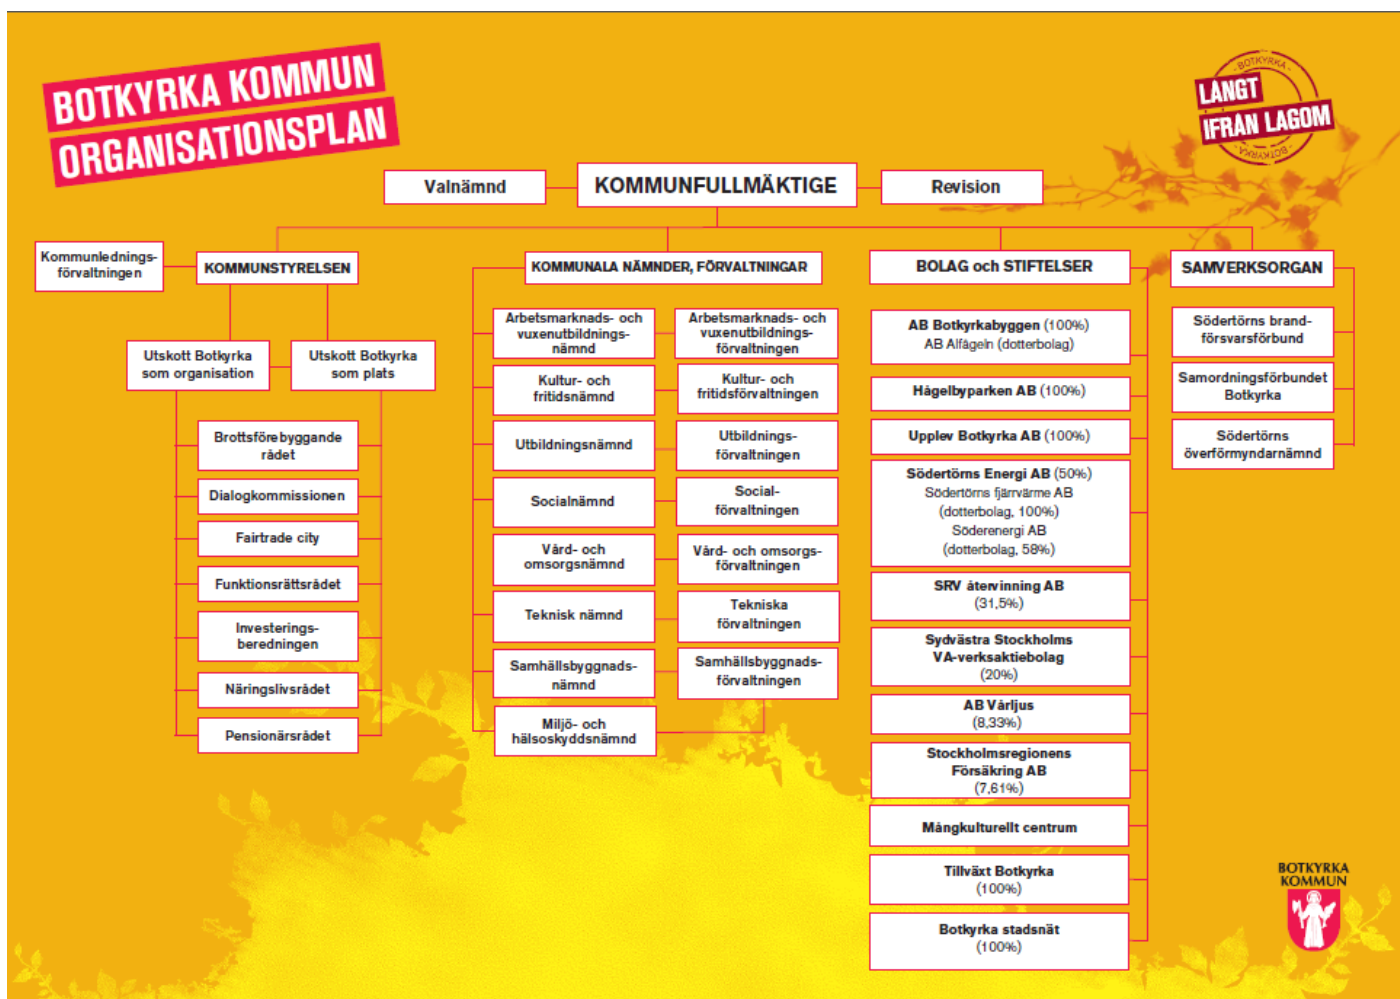 BOTKYRKA KOMMUN
ORGANISATIONSPLAN
- BOTKYRKA -
LÅNGT
IFRÅN LAGOM
- BOTKYRKA -
Valnämnd
KOMMUNFULLMÄKTIGE
Revision
Kommunlednings-
förvaltningen
KOMMUNSTYRELSEN
KOMMUNALA NÄMNDER, FÖRVALTNINGAR
BOLAG och STIFTELSER
SAMVERKSORGAN
Utskott Botkyrka
som organisation
Utskott Botkyrka
som plats
Brottsförebyggande
rådet
Dialogkommissionen
Fairtrade city
Funktionsrättsrådet
Investerings-
beredningen
Näringslivsrådet
Pensionärsrådet
Arbetsmarknads- och
vuxenutbildnings-
nämnd
Arbetsmarknads- och
vuxenutbildnings-
förvaltningen
Kultur- och
fritidsnämnd
Kultur- och
fritidsförvaltningen
Utbildningsnämnd
Utbildnings-
förvaltningen
Socialnämnd
Social-
förvaltningen
Vård- och
omsorgsnämnd
Vård- och omsorgs-
förvaltningen
Teknisk nämnd
Tekniska
förvaltningen
Samhällsbyggnads-
nämnd
Samhällsbyggnads-
förvaltningen
Miljö- och
hälsoskyddsnämnd
AB Botkyrkabyggen (100%)
AB Alfågeln (dotterbolag)
Hågelbyparken AB (100%)
Upplev Botkyrka AB (100%)
Södertörns Energi AB (50%)
Södertörns fjärrvärme AB
(dotterbolag, 100%)
Söderenergi AB
(dotterbolag, 58%)
SRV återvinning AB
(31,5%)
Sydvästra Stockholms
VA-verksaktiebolag
(20%)
AB Vårljus
(8,33%)
Stockholmsregionens
Försäkring AB
(7,61%)
Mångkulturellt centrum
Tillväxt Botkyrka
(100%)
Botkyrka stadsnät
(100%)
Södertörns brand-
försvarsförbund
Samordningsförbundet
Botkyrka
Södertörns
överförmyndarnämnd
BOTKYRKA
KOMMUN